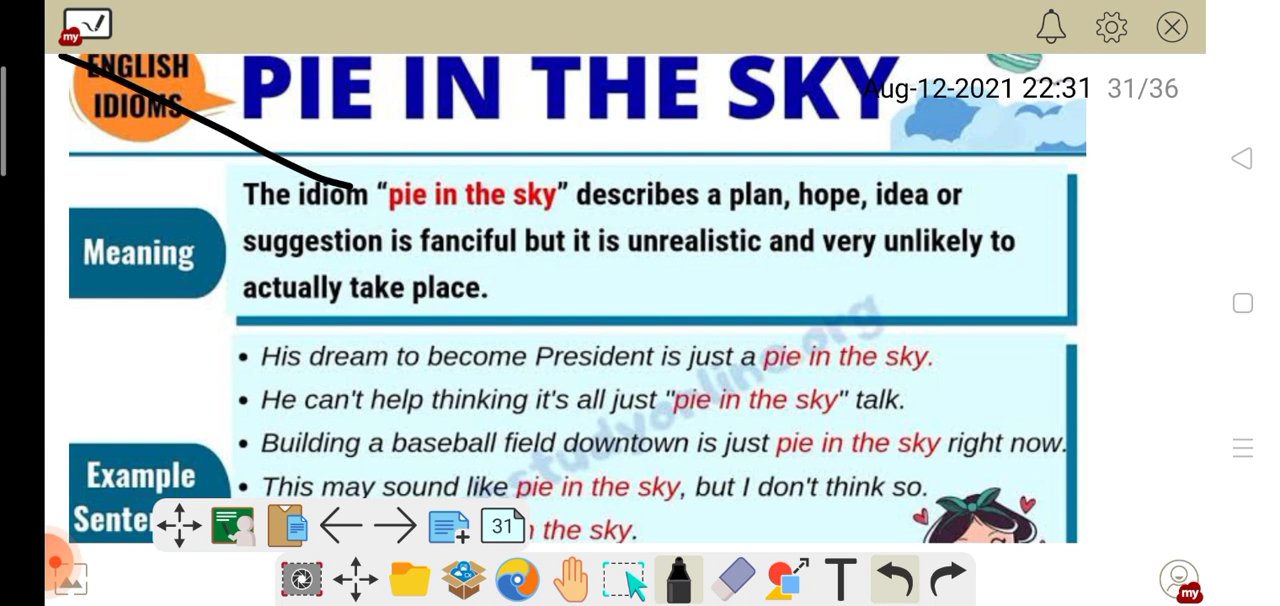 my
ENGLISH
IDIOMS
PIE IN THE SKY
Aug-12-2021 22:31 31/36
Meaning
The idiom “pie in the sky” describes a plan, hope, idea or
suggestion is fanciful but it is unrealistic and very unlikely to
actually take place.
Example
• His dream to become President is just a pie in the sky.
• He can't help thinking it's all just "pie in the sky" talk.
• Building a baseball field downtown is just pie in the sky right now.
• This may sound like pie in the sky, but I don't think so.
the sky.
31
T
my